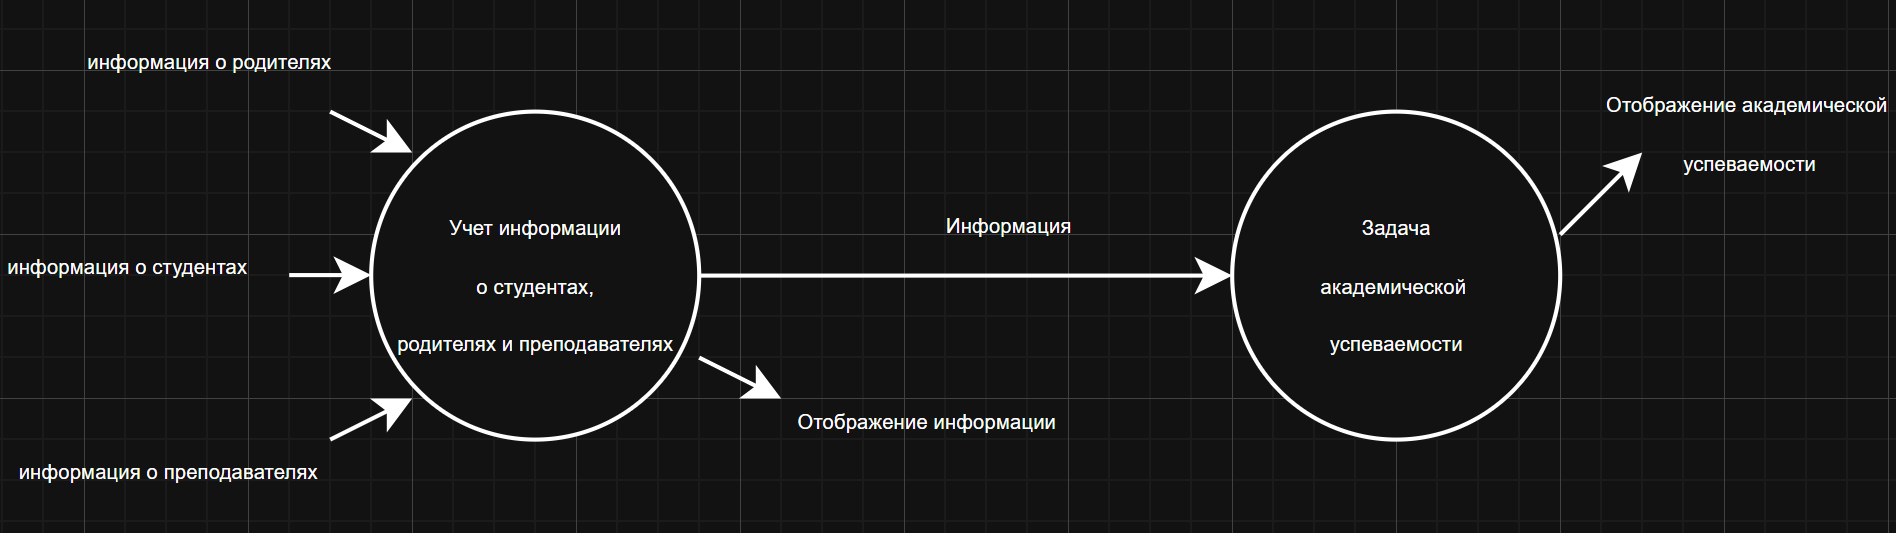 информация о родителях
информация о студентах
информация о преподавателях
Учет информации
о студентах,
родителях и преподавателях
Информация
Отображение информации
Задача
академической
успеваемости
Отображение академической
успеваемости